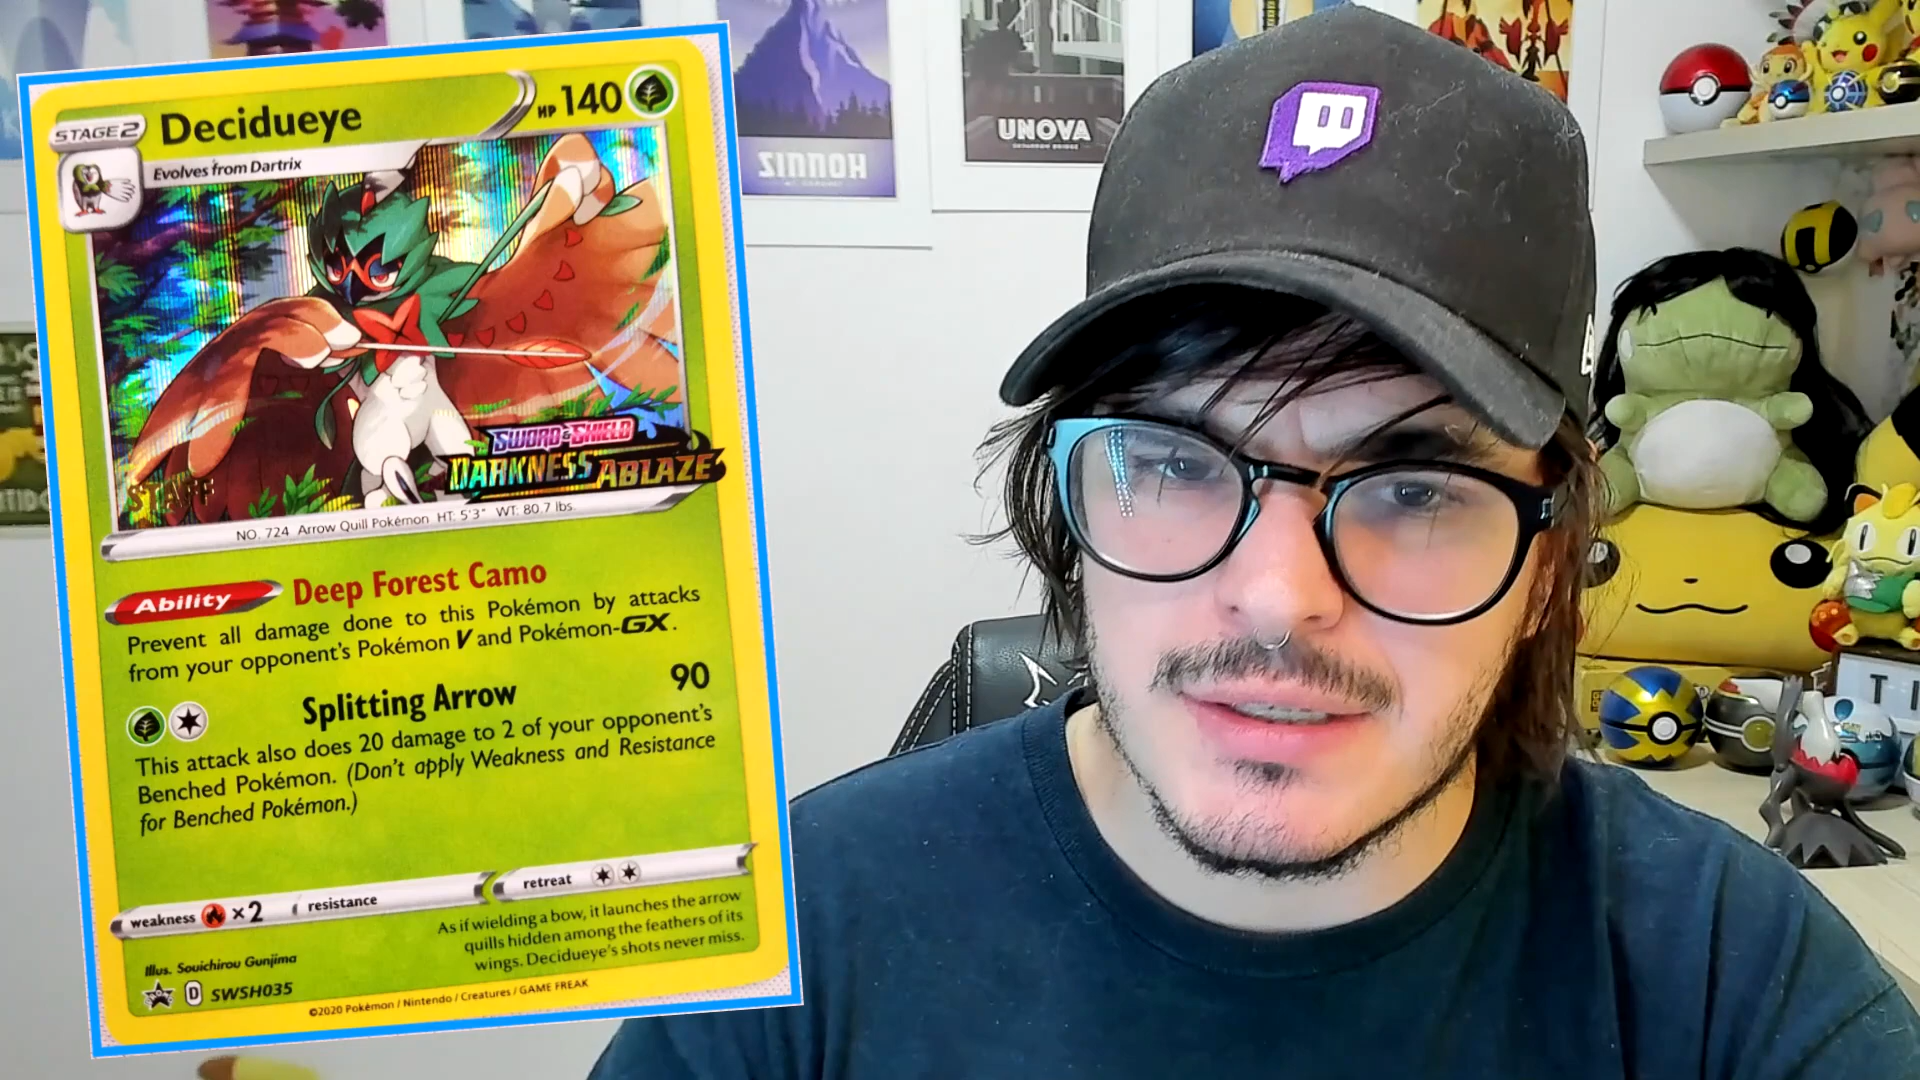 STAGE 2
Decidueye
HP 140
Evolves from Dartrix
STAFF
SWORD & SHIELD
DARKNESS ABLAZE
NO. 724 Arrow Quill Pokémon HT: 5'3" WT: 80.7 lbs.
Ability Deep Forest Camo
Prevent all damage done to this Pokémon by attacks
from your opponent's Pokémon V and Pokémon-GX.
Splitting Arrow 90
This attack also does 20 damage to 2 of your opponent's
Benched Pokémon. (Don't apply Weakness and Resistance
for Benched Pokémon.)
weakness ×2 resistance
retreat
As if wielding a bow, it launches the arrow
quills hidden among the feathers of its
wings. Decidueye's shots never miss.
Illus. Souichirou Gunjima
D SWSH035
©2020 Pokémon / Nintendo / Creatures / GAME FREAK
SINNOH
UNOVA
TI